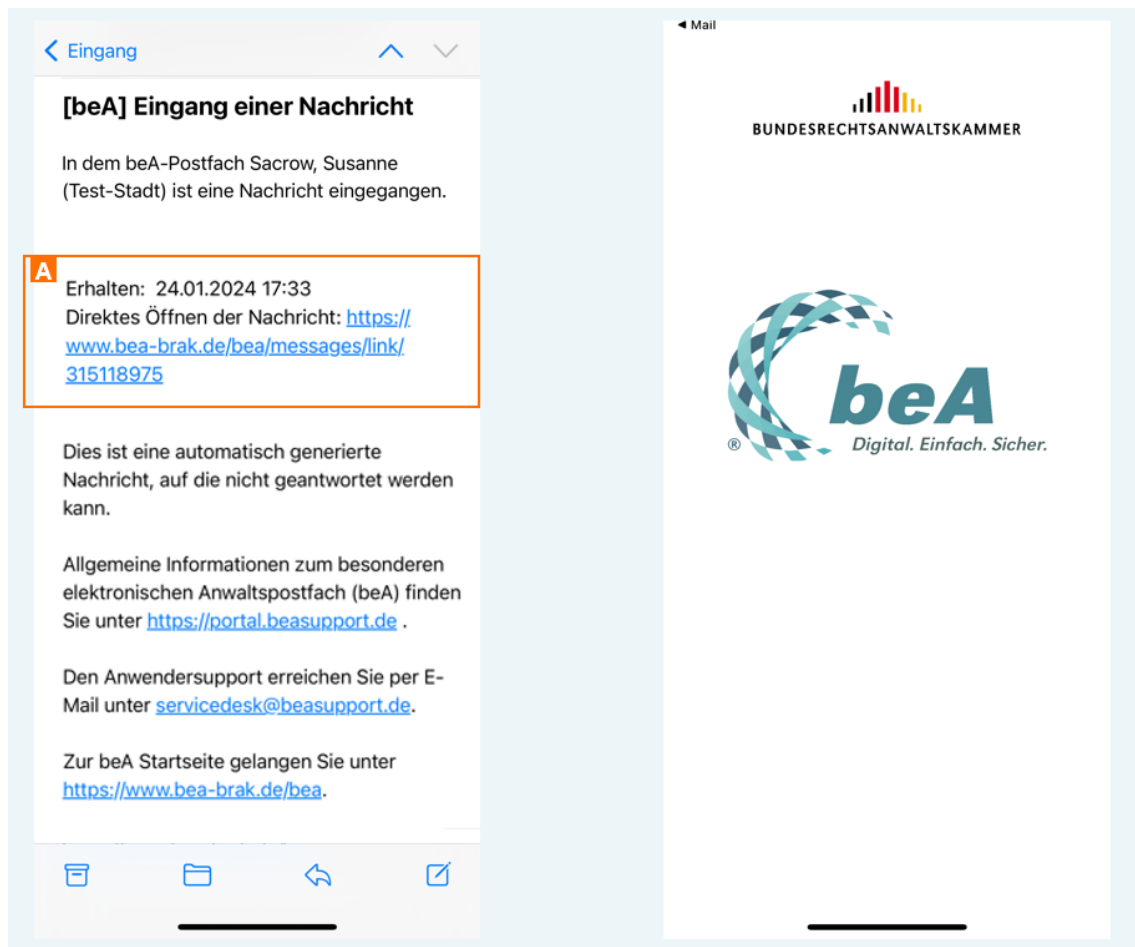 Eingang
[beA] Eingang einer Nachricht
In dem beA-Postfach Sacrow, Susanne
(Test-Stadt) ist eine Nachricht eingegangen.
A
Erhalten: 24.01.2024 17:33
Direktes Öffnen der Nachricht: https://
www.bea-brak.de/bea/messages/link/
315118975
Dies ist eine automatisch generierte
Nachricht, auf die nicht geantwortet werden
kann.
Allgemeine Informationen zum besonderen
elektronischen Anwaltspostfach (beA) finden
Sie unter https://portal.beasupport.de .
Den Anwendersupport erreichen Sie per E-
Mail unter servicedesk@beasupport.de.
Zur beA Startseite gelangen Sie unter
https://www.bea-brak.de/bea.
◀ Mail
BUNDESRECHTSANWALTSKAMMER
beA
® Digital. Einfach. Sicher.